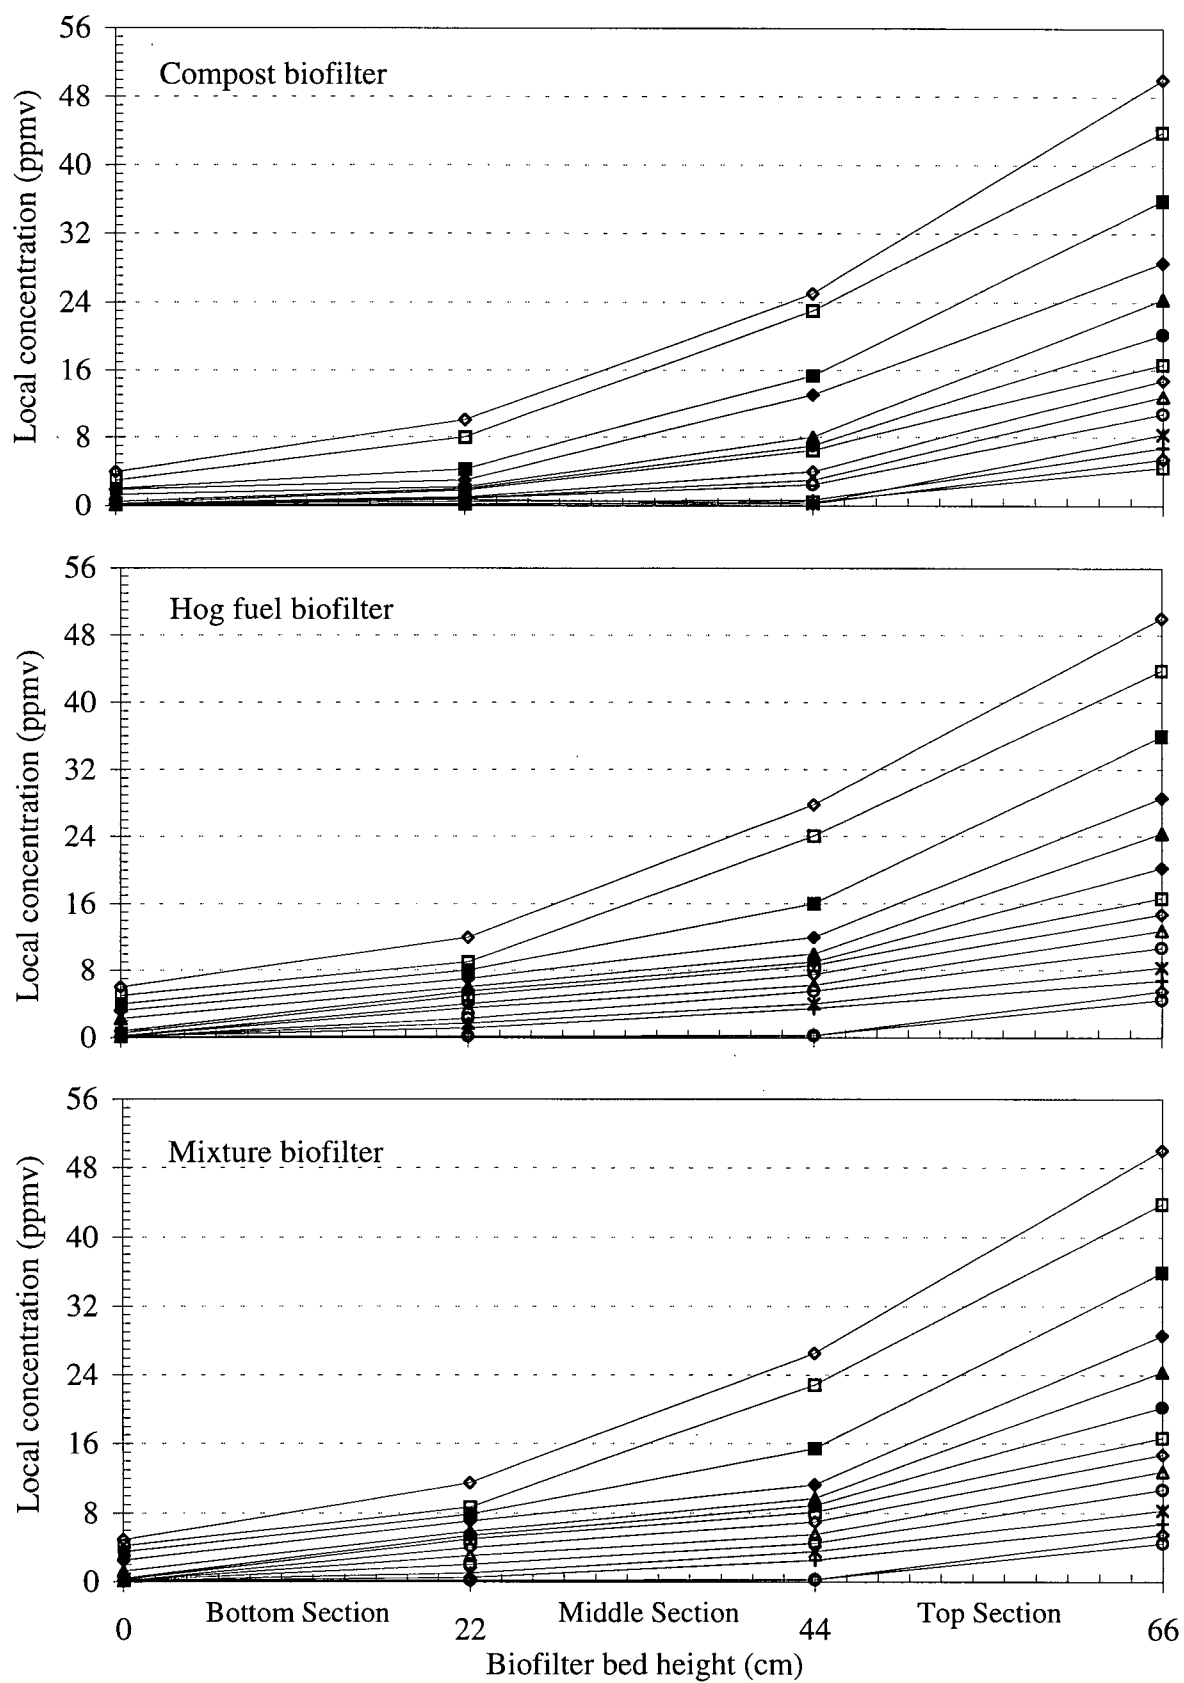 56
Compost biofilter
48
40
32
24
16
8
0
Local concentration (ppmv)
56
Hog fuel biofilter
48
40
32
24
16
8
0
Local concentration (ppmv)
56
Mixture biofilter
48
40
32
24
16
8
0
Local concentration (ppmv)
Bottom Section Middle Section Top Section
0 22 44 66
Biofilter bed height (cm)